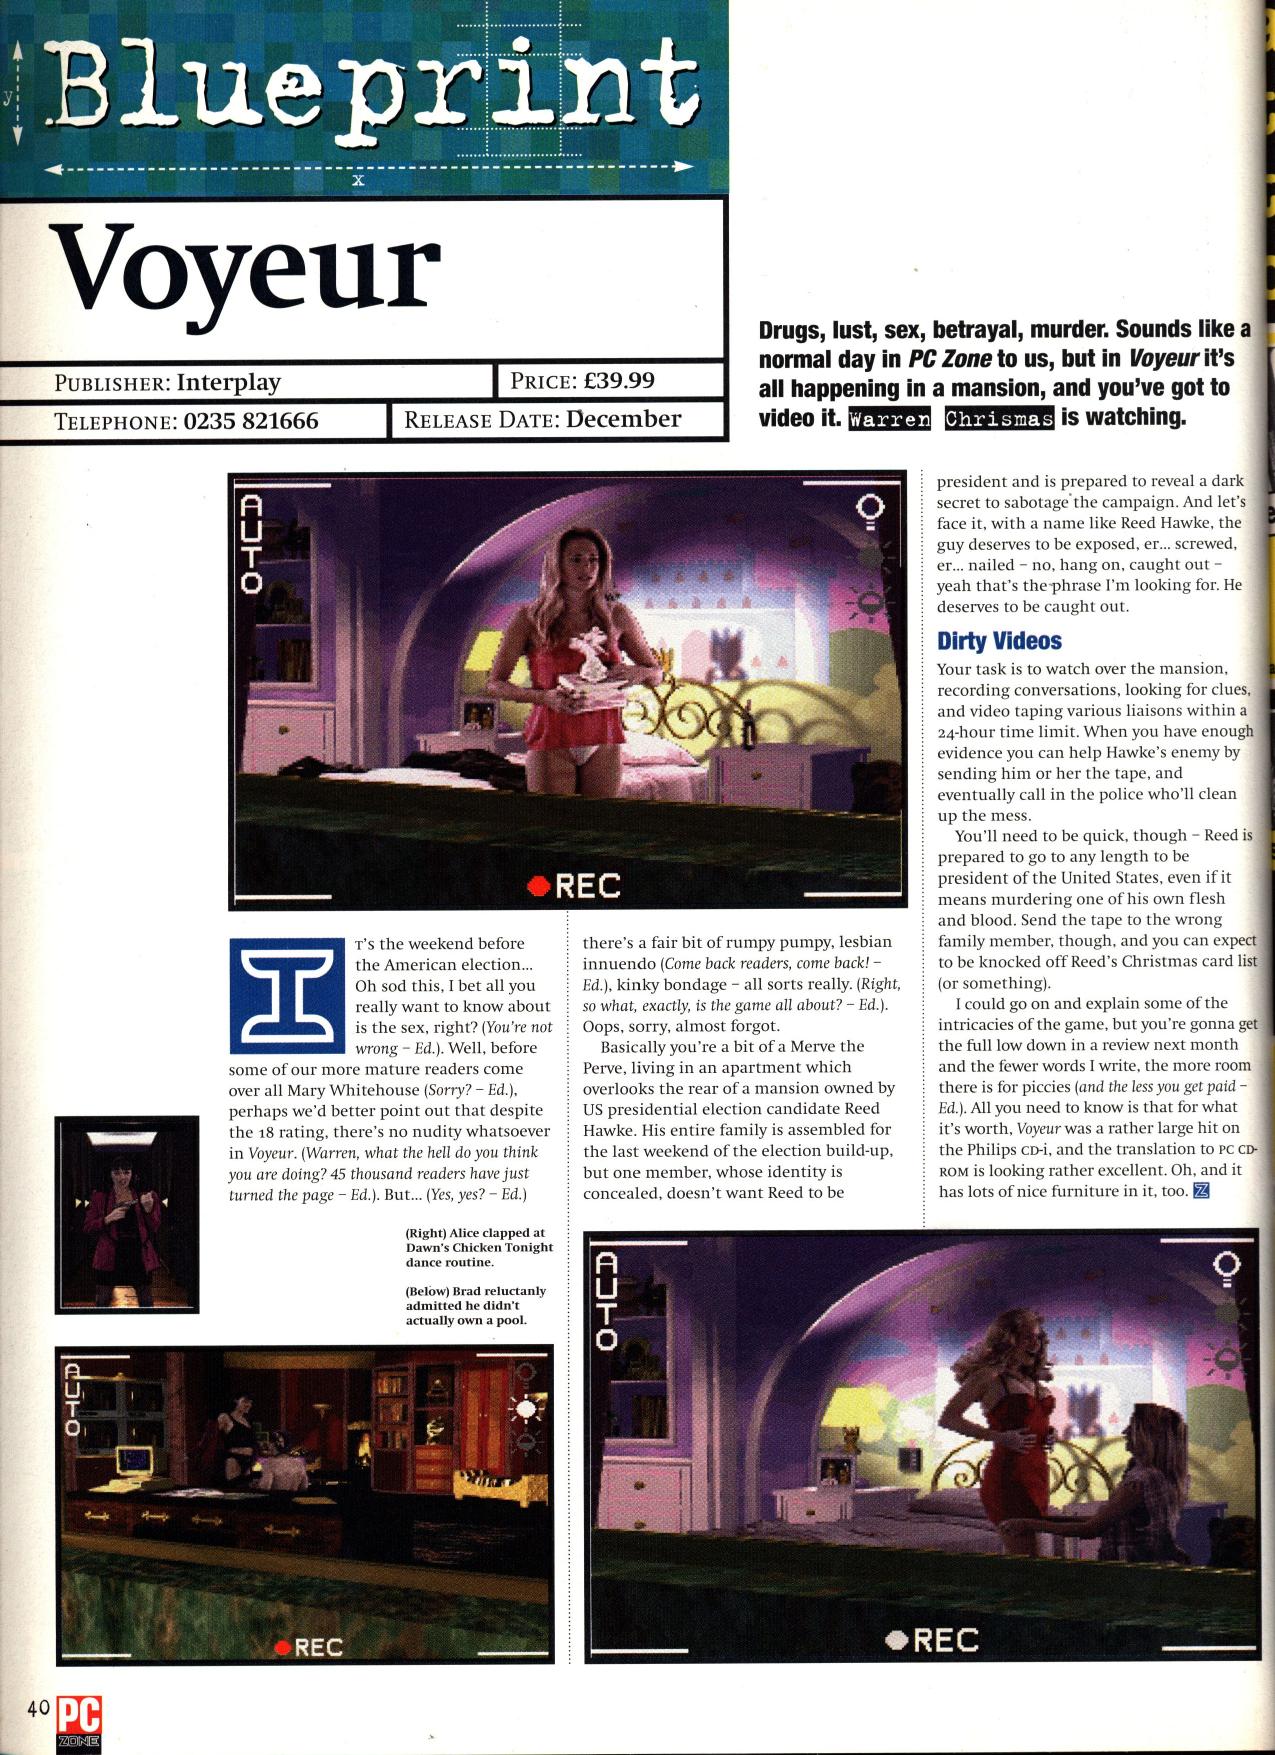 Blueprint
y
x
Voyeur
PUBLISHER: Interplay
PRICE: £39.99
TELEPHONE: 0235 821666
RELEASE DATE: December
Drugs, lust, sex, betrayal, murder. Sounds like a
normal day in PC Zone to us, but in Voyeur it's
all happening in a mansion, and you've got to
video it. Warren Chrismas is watching.
AUTO
REC
IT'S the weekend before
the American election...
Oh sod this, I bet all you
really want to know about
is the sex, right? (You're not
wrong – Ed.). Well, before
some of our more mature readers come
over all Mary Whitehouse (Sorry? – Ed.),
perhaps we'd better point out that despite
the 18 rating, there's no nudity whatsoever
in Voyeur. (Warren, what the hell do you think
you are doing? 45 thousand readers have just
turned the page – Ed.). But... (Yes, yes? – Ed.)
there's a fair bit of rumpy pumpy, lesbian
innuendo (Come back readers, come back! –
Ed.), kinky bondage – all sorts really. (Right,
so what, exactly, is the game all about? – Ed.).
Oops, sorry, almost forgot.
Basically you're a bit of a Merve the
Perve, living in an apartment which
overlooks the rear of a mansion owned by
US presidential election candidate Reed
Hawke. His entire family is assembled for
the last weekend of the election build-up,
but one member, whose identity is
concealed, doesn't want Reed to be
president and is prepared to reveal a dark
secret to sabotage the campaign. And let's
face it, with a name like Reed Hawke, the
guy deserves to be exposed, er... screwed,
er... nailed – no, hang on, caught out –
yeah that's the phrase I'm looking for. He
deserves to be caught out.
Dirty Videos
Your task is to watch over the mansion,
recording conversations, looking for clues,
and video taping various liaisons within a
24-hour time limit. When you have enough
evidence you can help Hawke's enemy by
sending him or her the tape, and
eventually call in the police who'll clean
up the mess.
You'll need to be quick, though – Reed is
prepared to go to any length to be
president of the United States, even if it
means murdering one of his own flesh
and blood. Send the tape to the wrong
family member, though, and you can expect
to be knocked off Reed's Christmas card list
(or something).
I could go on and explain some of the
intricacies of the game, but you're gonna get
the full low down in a review next month
and the fewer words I write, the more room
there is for piccies (and the less you get paid –
Ed.). All you need to know is that for what
it's worth, Voyeur was a rather large hit on
the Philips CD-i, and the translation to PC CD-
ROM is looking rather excellent. Oh, and it
has lots of nice furniture in it, too. Z
(Right) Alice clapped at
Dawn's Chicken Tonight
dance routine.
(Below) Brad reluctanly
admitted he didn't
actually own a pool.
AUTO
REC
AUTO
REC
40
PC
ZONE